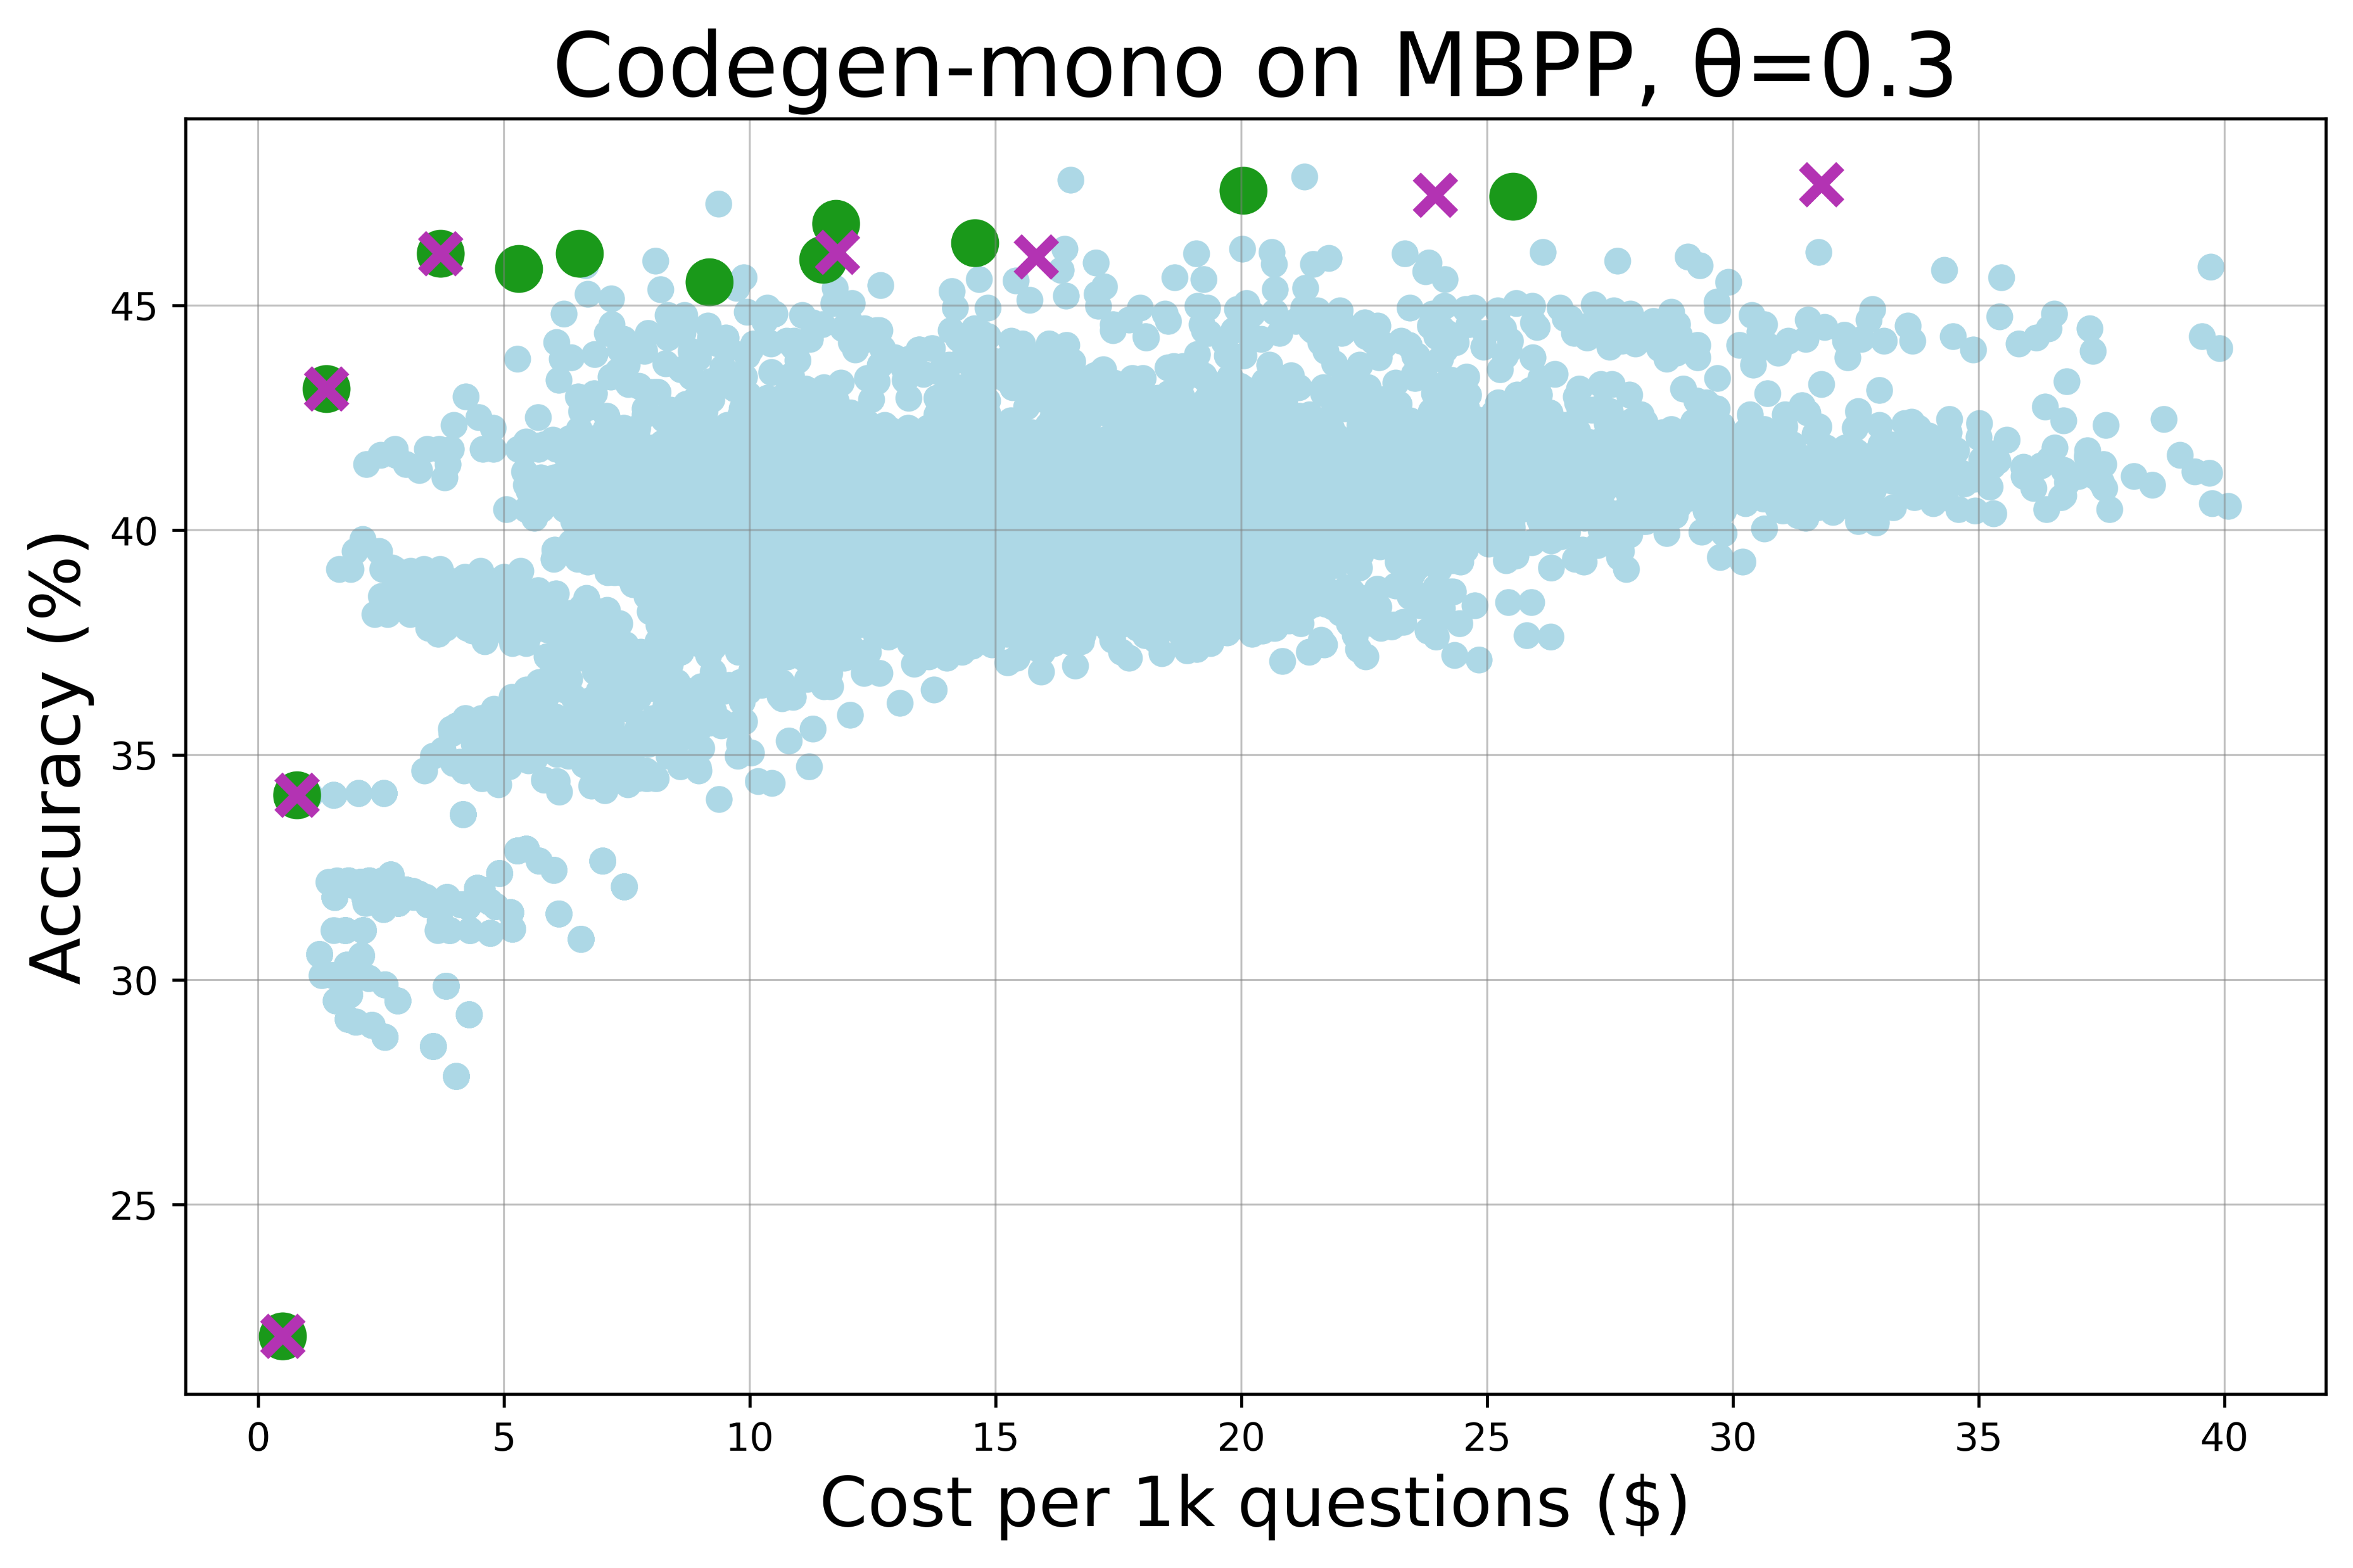 Codegen-mono on MBPP, θ=0.3
Accuracy (%)
45
40
35
30
25
0 5 10 15 20 25 30 35 40
Cost per 1k questions ($)